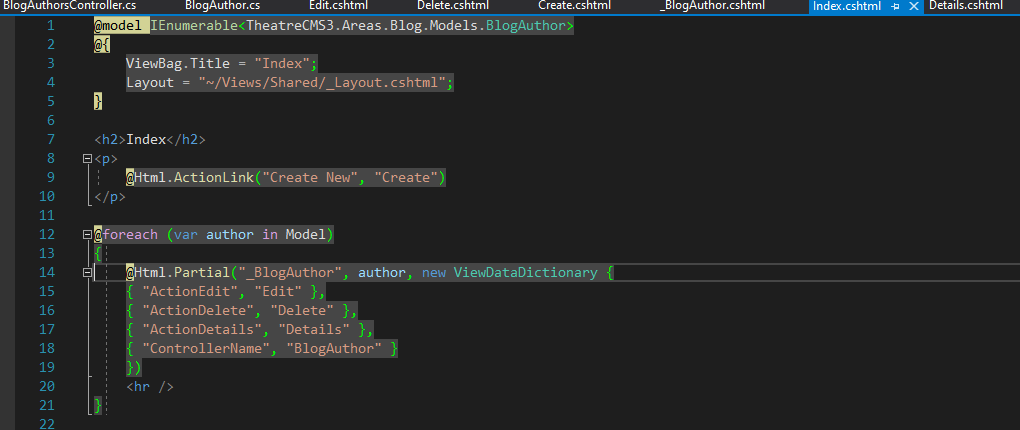 BlogAuthorsController.cs BlogAuthor.cs Edit.cshtml Delete.cshtml Create.cshtml _BlogAuthor.cshtml Index.cshtml Details.cshtml
1 @model IEnumerable<TheatreCMS3.Areas.Blog.Models.BlogAuthor>
2 @{
3 ViewBag.Title = "Index";
4 Layout = "~/Views/Shared/_Layout.cshtml";
5 }
6
7 <h2>Index</h2>
8 <p>
9 @Html.ActionLink("Create New", "Create")
10 </p>
11
12 @foreach (var author in Model)
13 {
14 @Html.Partial("_BlogAuthor", author, new ViewDataDictionary {
15 { "ActionEdit", "Edit" },
16 { "ActionDelete", "Delete" },
17 { "ActionDetails", "Details" },
18 { "ControllerName", "BlogAuthor" }
19 })
20 <hr />
21 }
22